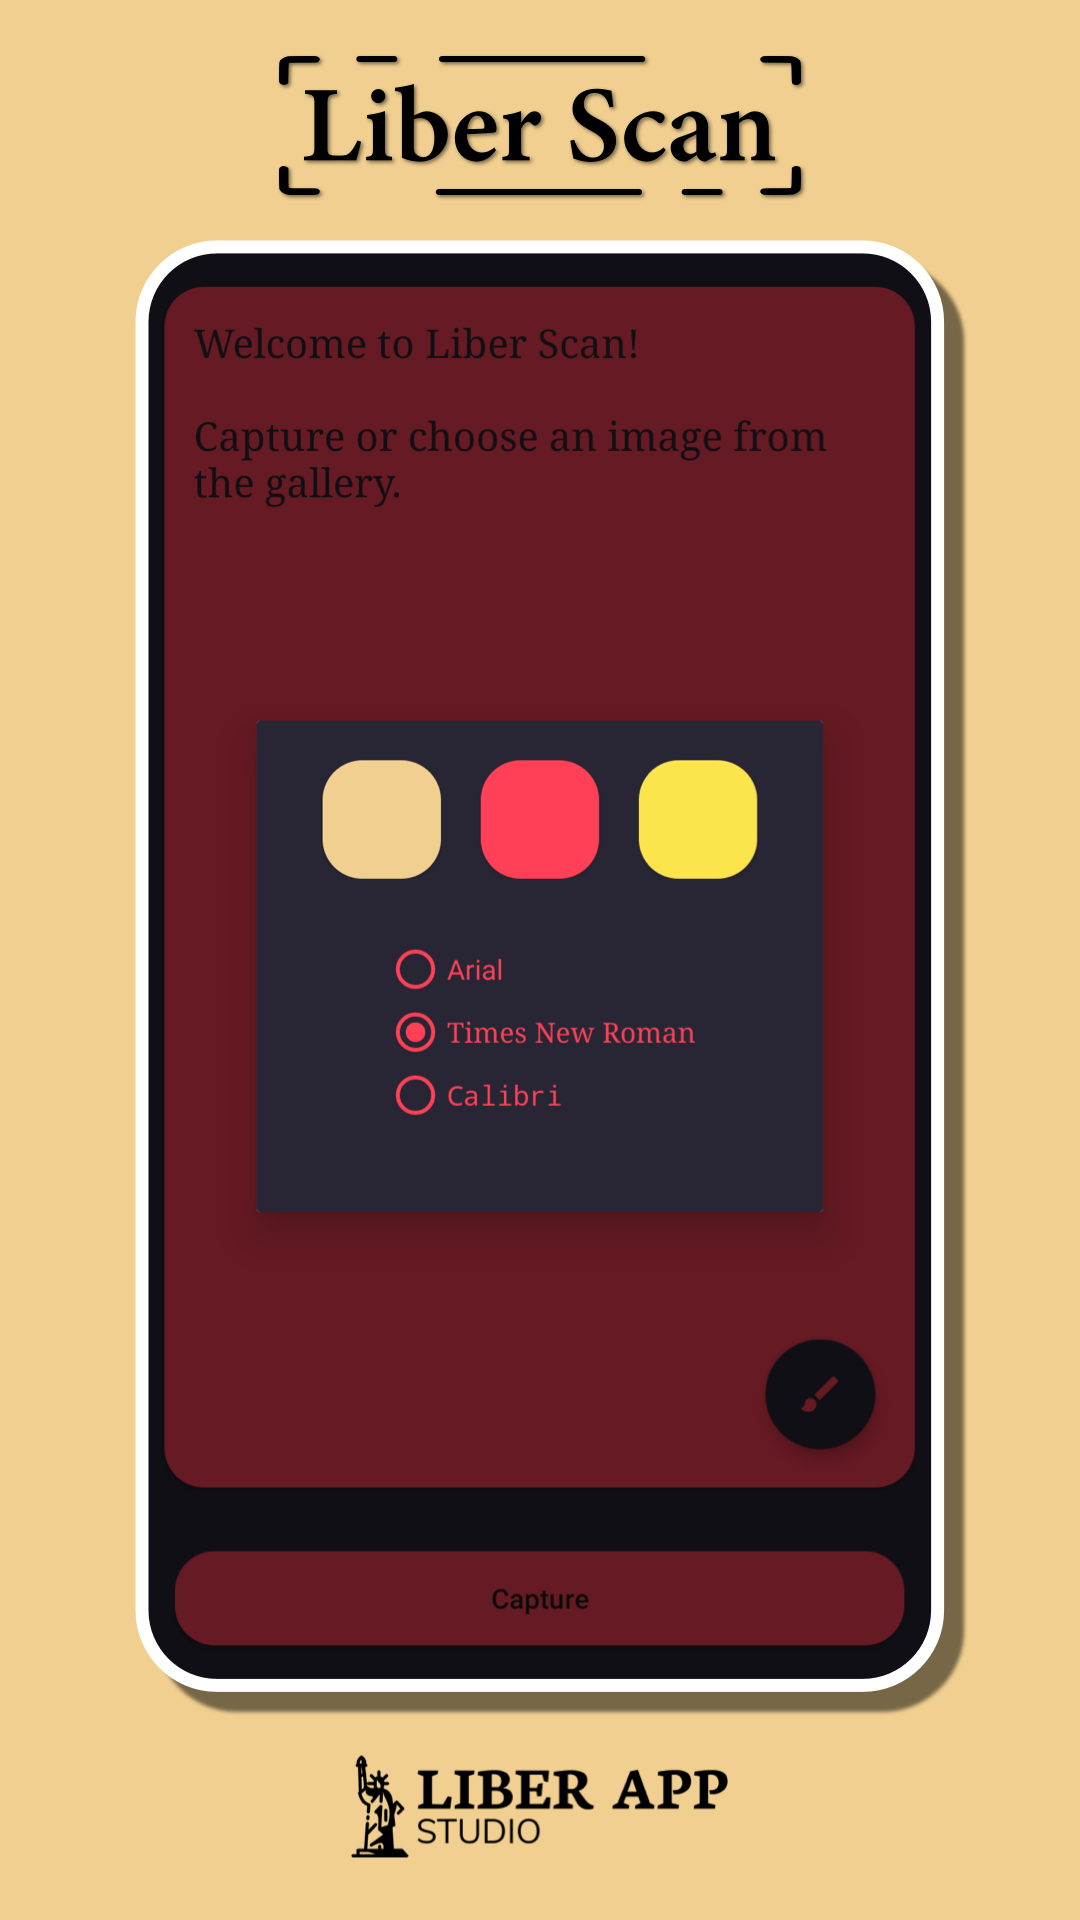 Liber Scan
Welcome to Liber Scan!
Capture or choose an image from
the gallery.
Arial
Times New Roman
Calibri
Capture
LIBER APP
STUDIO